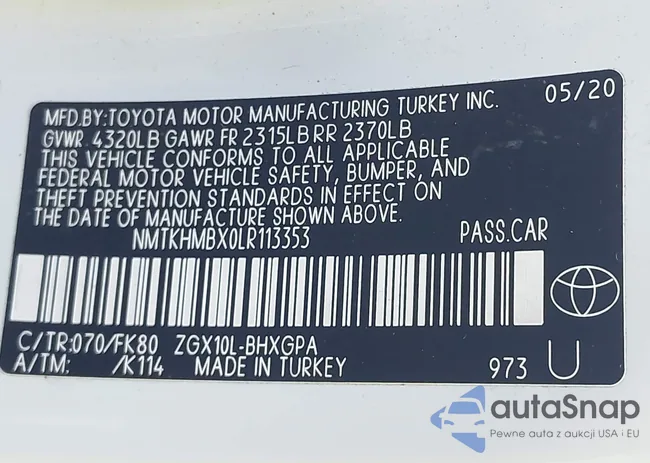 MFD.BY:TOYOTA MOTOR MANUFACTURING TURKEY INC. 05/20
GVWR. 4320LB GAWR FR 2315LB RR 2370LB
THIS VEHICLE CONFORMS TO ALL APPLICABLE
FEDERAL MOTOR VEHICLE SAFETY, BUMPER, AND
THEFT PREVENTION STANDARDS IN EFFECT ON
THE DATE OF MANUFACTURE SHOWN ABOVE.
NMTKHMBX0LR113353 PASS.CAR
C/TR:070/FK80 ZGX10L-BHXGPA
A/TM: /K114 MADE IN TURKEY 973 U
autaSnap
Pewne auta z aukcji USA i EU